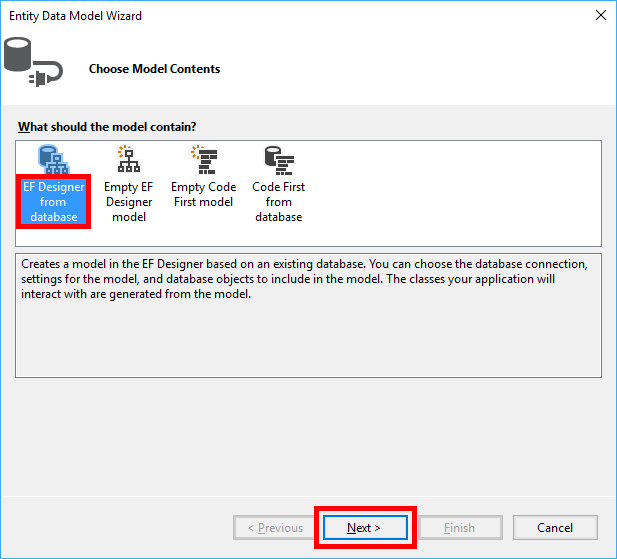 Entity Data Model Wizard
Choose Model Contents
What should the model contain?
EF Designer
from
database
Empty EF
Designer
model
Empty Code
First model
Code First
from
database
Creates a model in the EF Designer based on an existing database. You can choose the database connection,
settings for the model, and database objects to include in the model. The classes your application will
interact with are generated from the model.
< Previous
Next >
Finish
Cancel